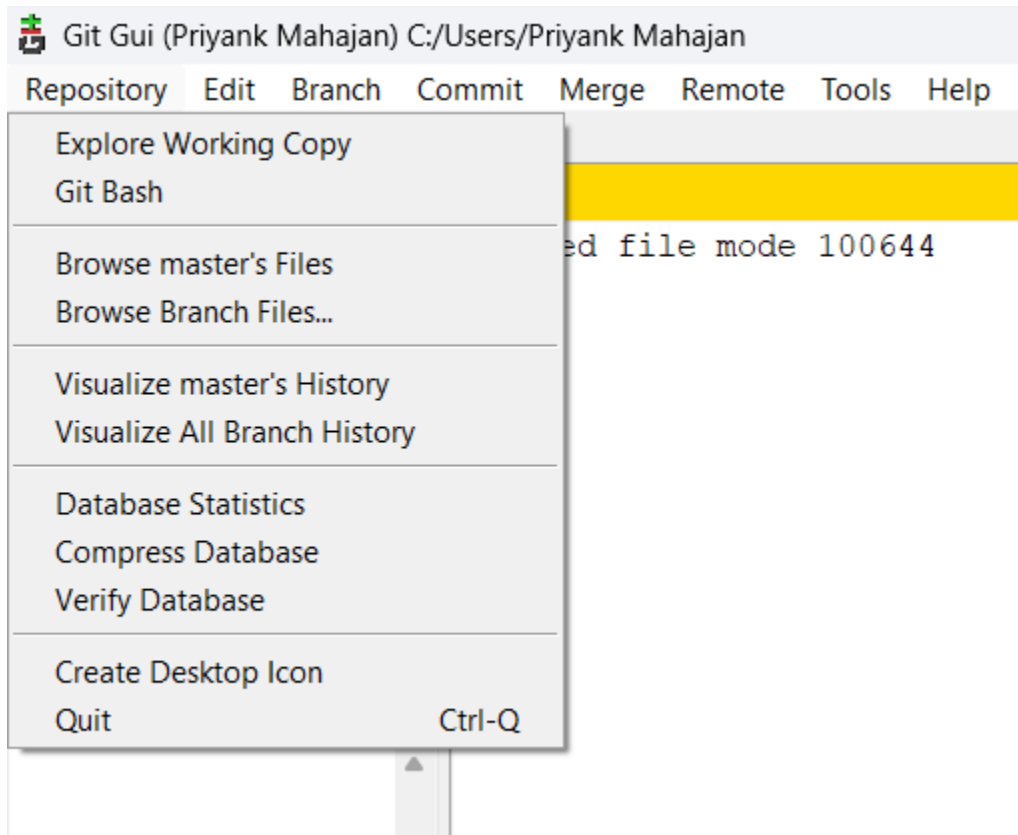 Git Gui (Priyank Mahajan) C:/Users/Priyank Mahajan
Repository Edit Branch Commit Merge Remote Tools Help
Explore Working Copy
Git Bash
ed file mode 100644
Browse master's Files
Browse Branch Files...
Visualize master's History
Visualize All Branch History
Database Statistics
Compress Database
Verify Database
Create Desktop Icon
Quit Ctrl-Q